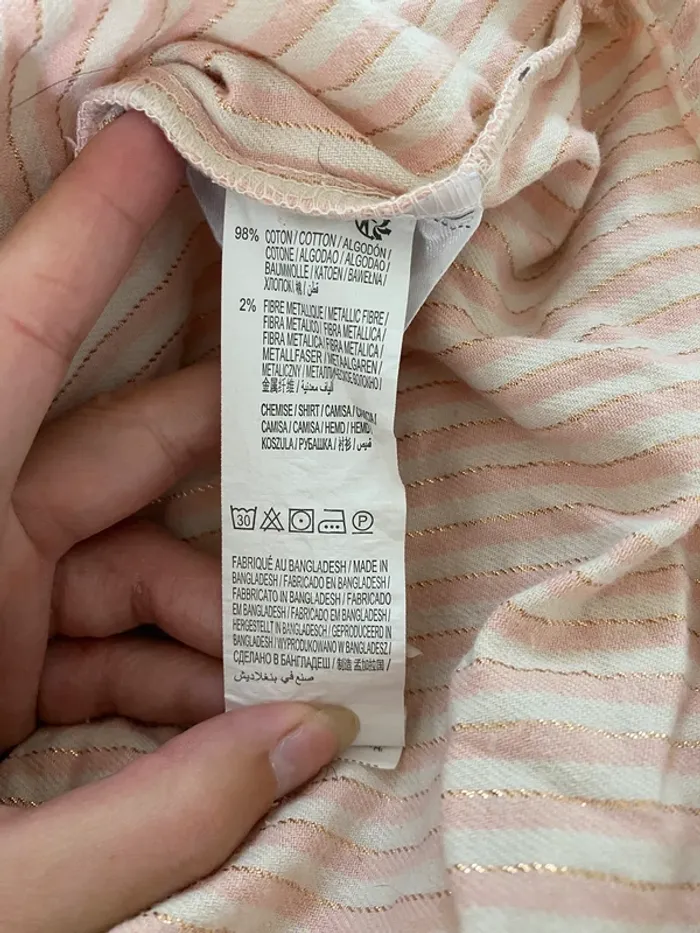 98% COTON / COTTON / ALGODÓN /
COTONE / ALGODAO / ALGODAO /
BAUMWOLLE / KATOEN / BAWEŁNA /
ХЛОПОК / 棉 / قطن /
2% FIBRE METALLIQUE / METALLIC FIBRE /
FIBRA METALICO / FIBRA METALLICA /
FIBRA METALICA / FIBRA METALICA /
METALLFASER / METAALGAREN /
METALICZNY /
金属纤维 / ألياف معدنية /
CHEMISE / SHIRT / CAMISA /
CAMISA / CAMISA / HEMD / HEMD
KOSZULA / РУБАШКА / 衬衫 / قميص /
30 P
FABRIQUÉ AU BANGLADESH / MADE IN
BANGLADESH / FABRICADO EN BANGLADESH /
FABBRICATO IN BANGLADESH / FABRICADO
EM BANGLADESH / FABRICADO EM BANGLADESH /
HERGESTELLT IN BANGLADESCH / GEPRODUCEERD IN
BANGLADESH / WYPRODUKOWANO W BANGLADESZ /
СДЕЛАНО В БАНГЛАДЕШ / 制造 孟加拉国 /
صنع في بنغلاديش